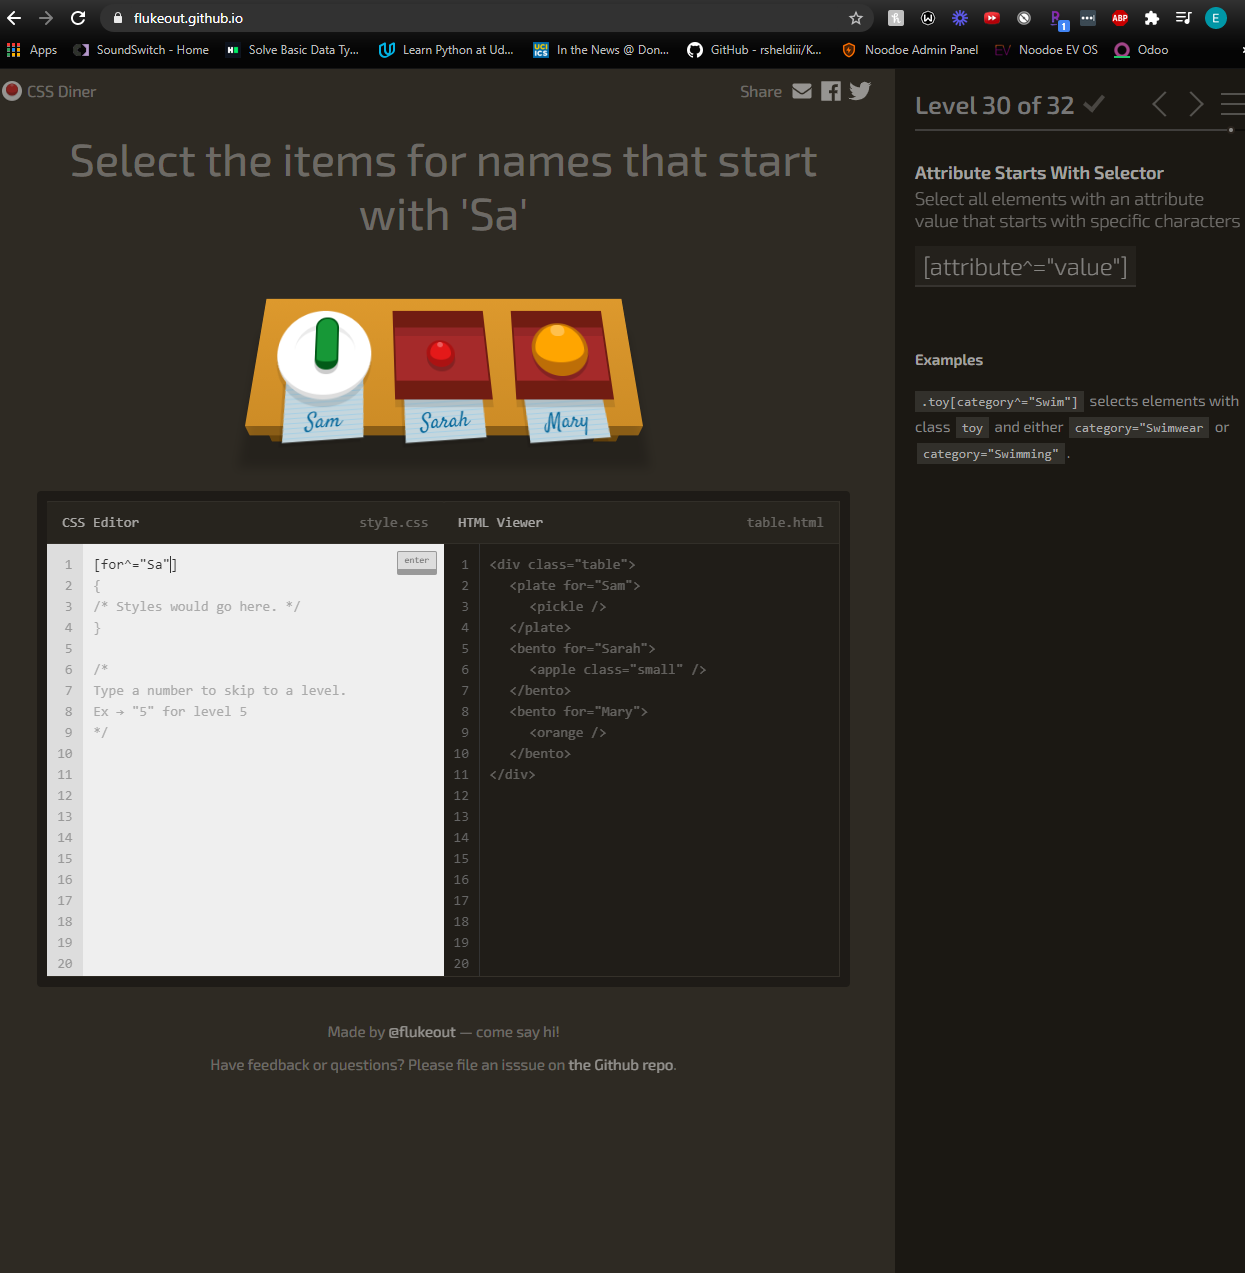 flukeout.github.io
ABP
1
E
Apps
SoundSwitch - Home
Solve Basic Data Ty...
Learn Python at Ud...
UCI ICS
In the News @ Don...
GitHub - rsheldiii/K...
Noodoe Admin Panel
EV
Noodoe EV OS
Odoo
CSS Diner
Share
Select the items for names that start
with 'Sa'
Sam
Sarah
Mary
CSS Editor
style.css
HTML Viewer
table.html
enter
1 [for^="Sa"]
2 {
3 /* Styles would go here. */
4 }
5
6 /*
7 Type a number to skip to a level.
8 Ex → "5" for level 5
9 */
10
11
12
13
14
15
16
17
18
19
20
1 <div class="table">
2 <plate for="Sam">
3 <pickle />
4 </plate>
5 <bento for="Sarah">
6 <apple class="small" />
7 </bento>
8 <bento for="Mary">
9 <orange />
10 </bento>
11 </div>
12
13
14
15
16
17
18
19
20
Made by @flukeout — come say hi!
Have feedback or questions? Please file an isssue on the Github repo.
Level 30 of 32
Attribute Starts With Selector
Select all elements with an attribute
value that starts with specific characters
[attribute^="value"]
Examples
.toy[category^="Swim"] selects elements with
class toy and either category="Swimwear or
category="Swimming".